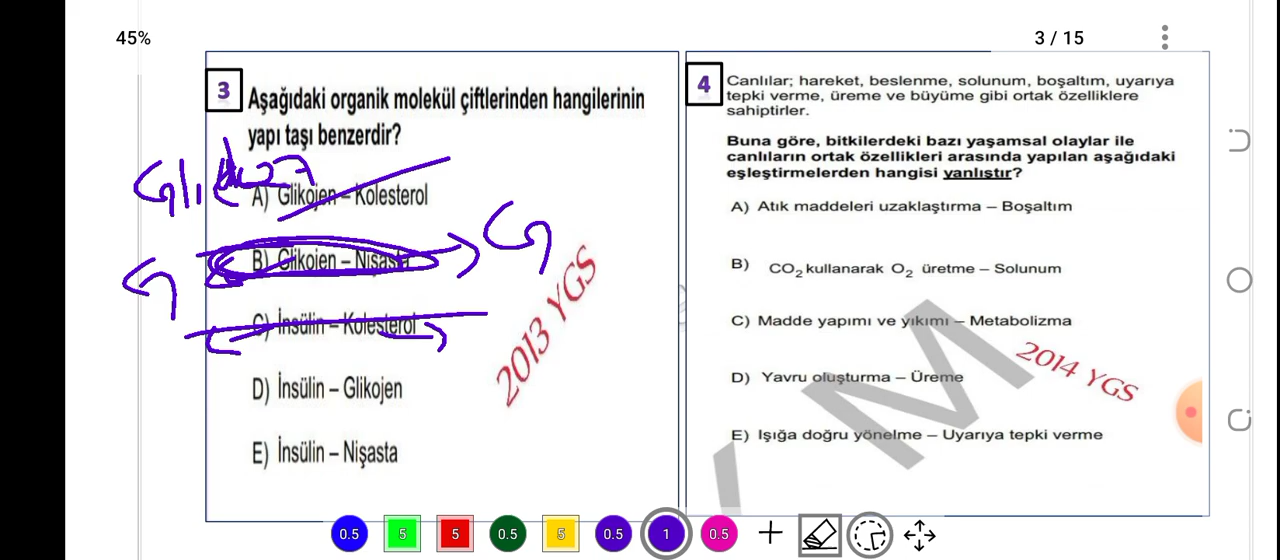 45%
3 / 15
3
Aşağıdaki organik molekül çiftlerinden hangilerinin
yapı taşı benzerdir?
A) Glikojen – Kolesterol
B) Glikojen – Nişasta
C) İnsülin – Kolesterol
D) İnsülin – Glikojen
E) İnsülin – Nişasta
G
G
2013 YGS
4
Canlılar; hareket, beslenme, solunum, boşaltım, uyarıya
tepki verme, üreme ve büyüme gibi ortak özelliklere
sahiptirler.
Buna göre, bitkilerdeki bazı yaşamsal olaylar ile
canlıların ortak özellikleri arasında yapılan aşağıdaki
eşleştirmelerden hangisi yanlıştır?
A) Atık maddeleri uzaklaştırma – Boşaltım
B) CO₂ kullanarak O₂ üretme – Solunum
C) Madde yapımı ve yıkımı – Metabolizma
D) Yavru oluşturma – Üreme
E) Işığa doğru yönelme – Uyarıya tepki verme
2014 YGS
Y M
0.5 5 5 0.5 5 0.5 1 0.5